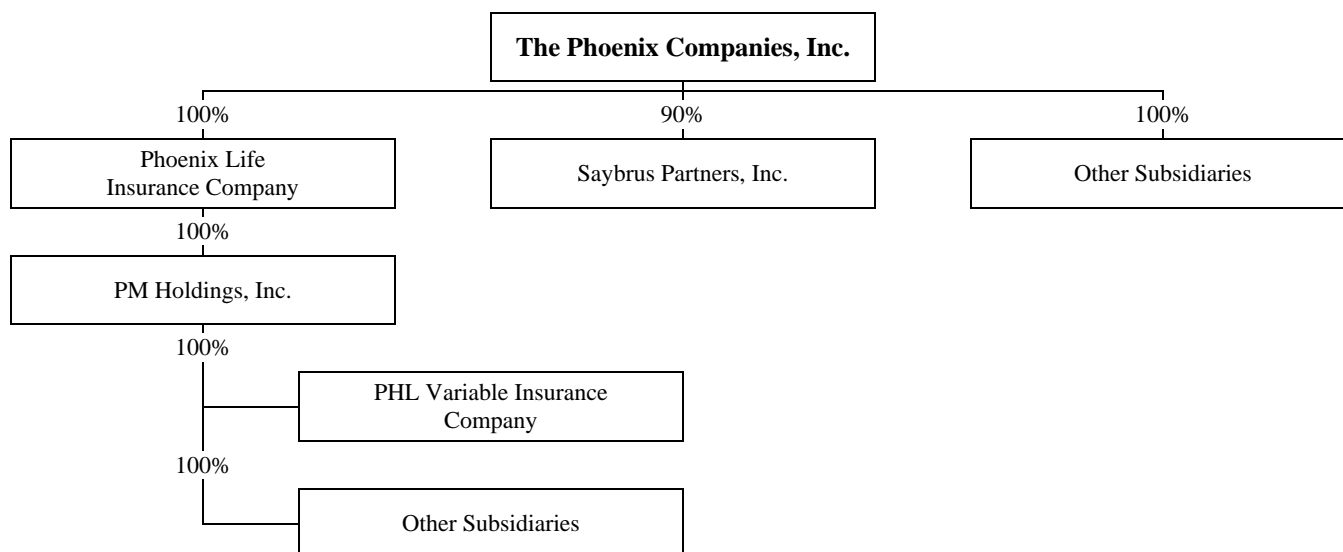 The Phoenix Companies, Inc.
100%
90%
100%
Phoenix Life
Insurance Company
Saybrus Partners, Inc.
Other Subsidiaries
100%
PM Holdings, Inc.
100%
PHL Variable Insurance
Company
100%
Other Subsidiaries